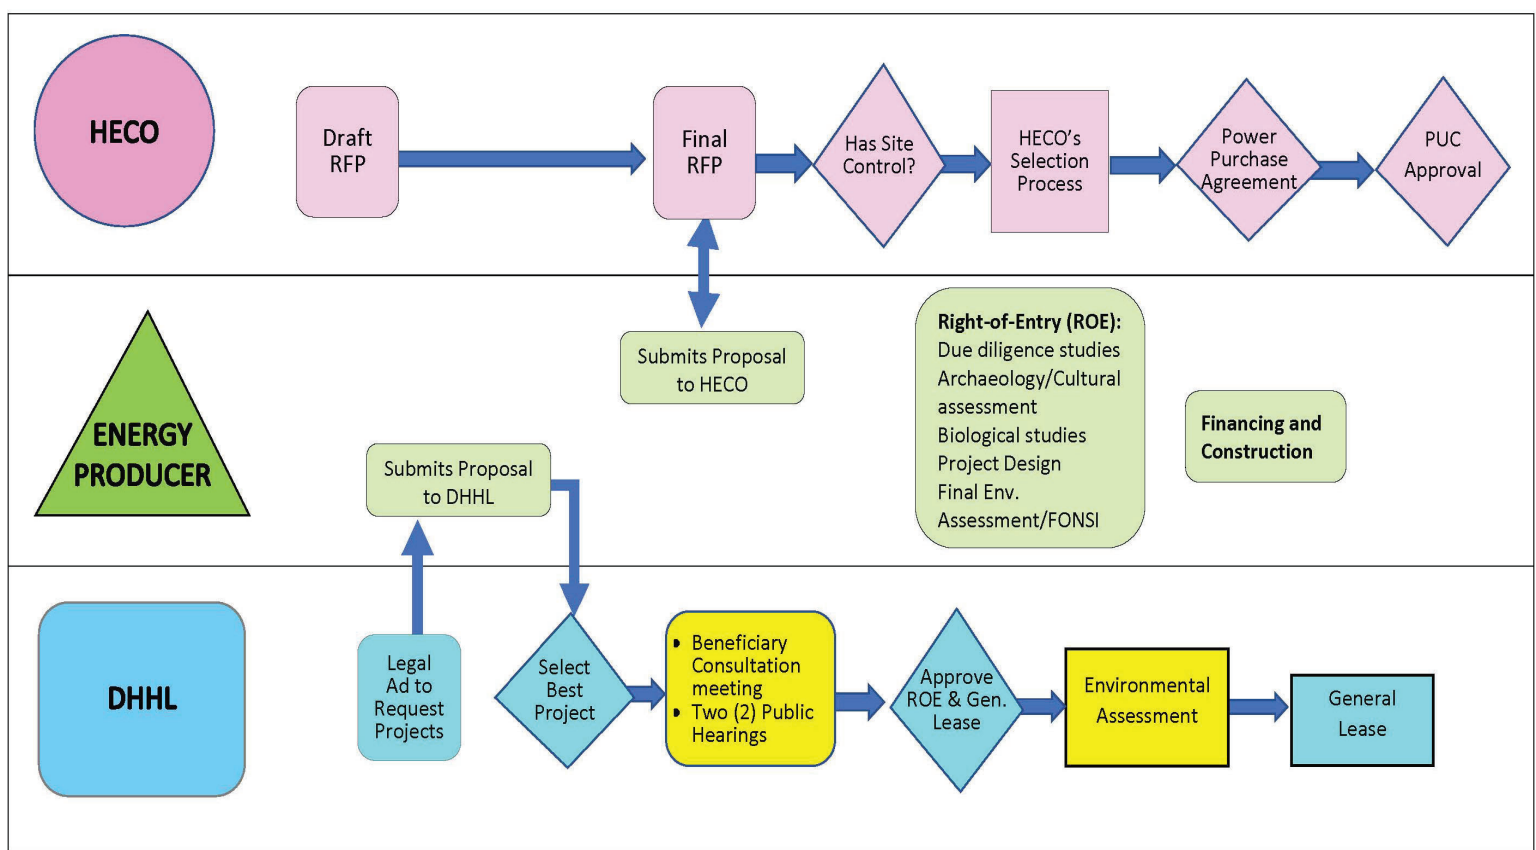 HECO
Draft
RFP
Final
RFP
Has Site
Control?
HECO's
Selection
Process
Power
Purchase
Agreement
PUC
Approval
ENERGY
PRODUCER
Submits Proposal
to HECO
Submits Proposal
to DHHL
Right-of-Entry (ROE):
Due diligence studies
Archaeology/Cultural
assessment
Biological studies
Project Design
Final Env.
Assessment/FONSI
Financing and
Construction
DHHL
Legal
Ad to
Request
Projects
Select
Best
Project
Beneficiary
Consultation
meeting
Two (2) Public
Hearings
Approve
ROE & Gen.
Lease
Environmental
Assessment
General
Lease